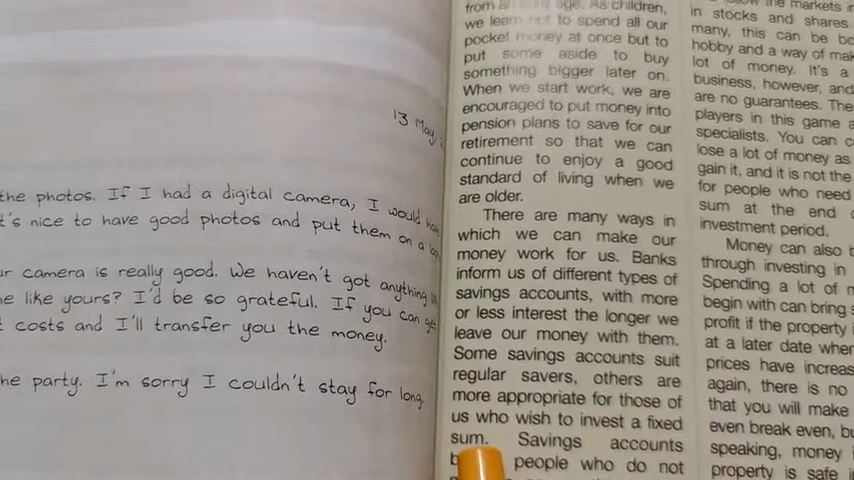 13 May,
the photos. If I had a digital camera, I would have
it's nice to have good photos and put them on a
camera is really good. We haven't got anything
like yours? I'd be so grateful. If you can get
costs and I'll transfer you the money.
the party. I'm sorry I couldn't stay for long.
from an age. As children,
we learn not to spend all our
pocket money at once but to
put some aside to buy
something bigger later on.
When we start work, we are
encouraged to put money into
pension plans to save for our
retirement so that we can
continue to enjoy a good
standard of living when we
are older.
There are many ways in
which we can make our
money work for us. Banks
inform us of different types of
savings accounts, with more
or less interest the longer we
leave our money with them.
Some savings accounts suit
regular savers, others are
more appropriate for those of
us who wish to invest a fixed
sum. Savings accounts
people who do not
the markets
in stocks and shares.
many, this can be
hobby and a way of
lot of money. It's a
business, however, and
are no guarantees. The
players in this game
specialists. You can
lose a lot of money as
gain it, and it is not the
for people who need
sum at the end
investment period.
Money can also
through investing in
Spending a lot of
begin with can bring
profit if the property
at a later date when
prices have
again, there is no
that you will make
even break even,
speaking, money
property is safe